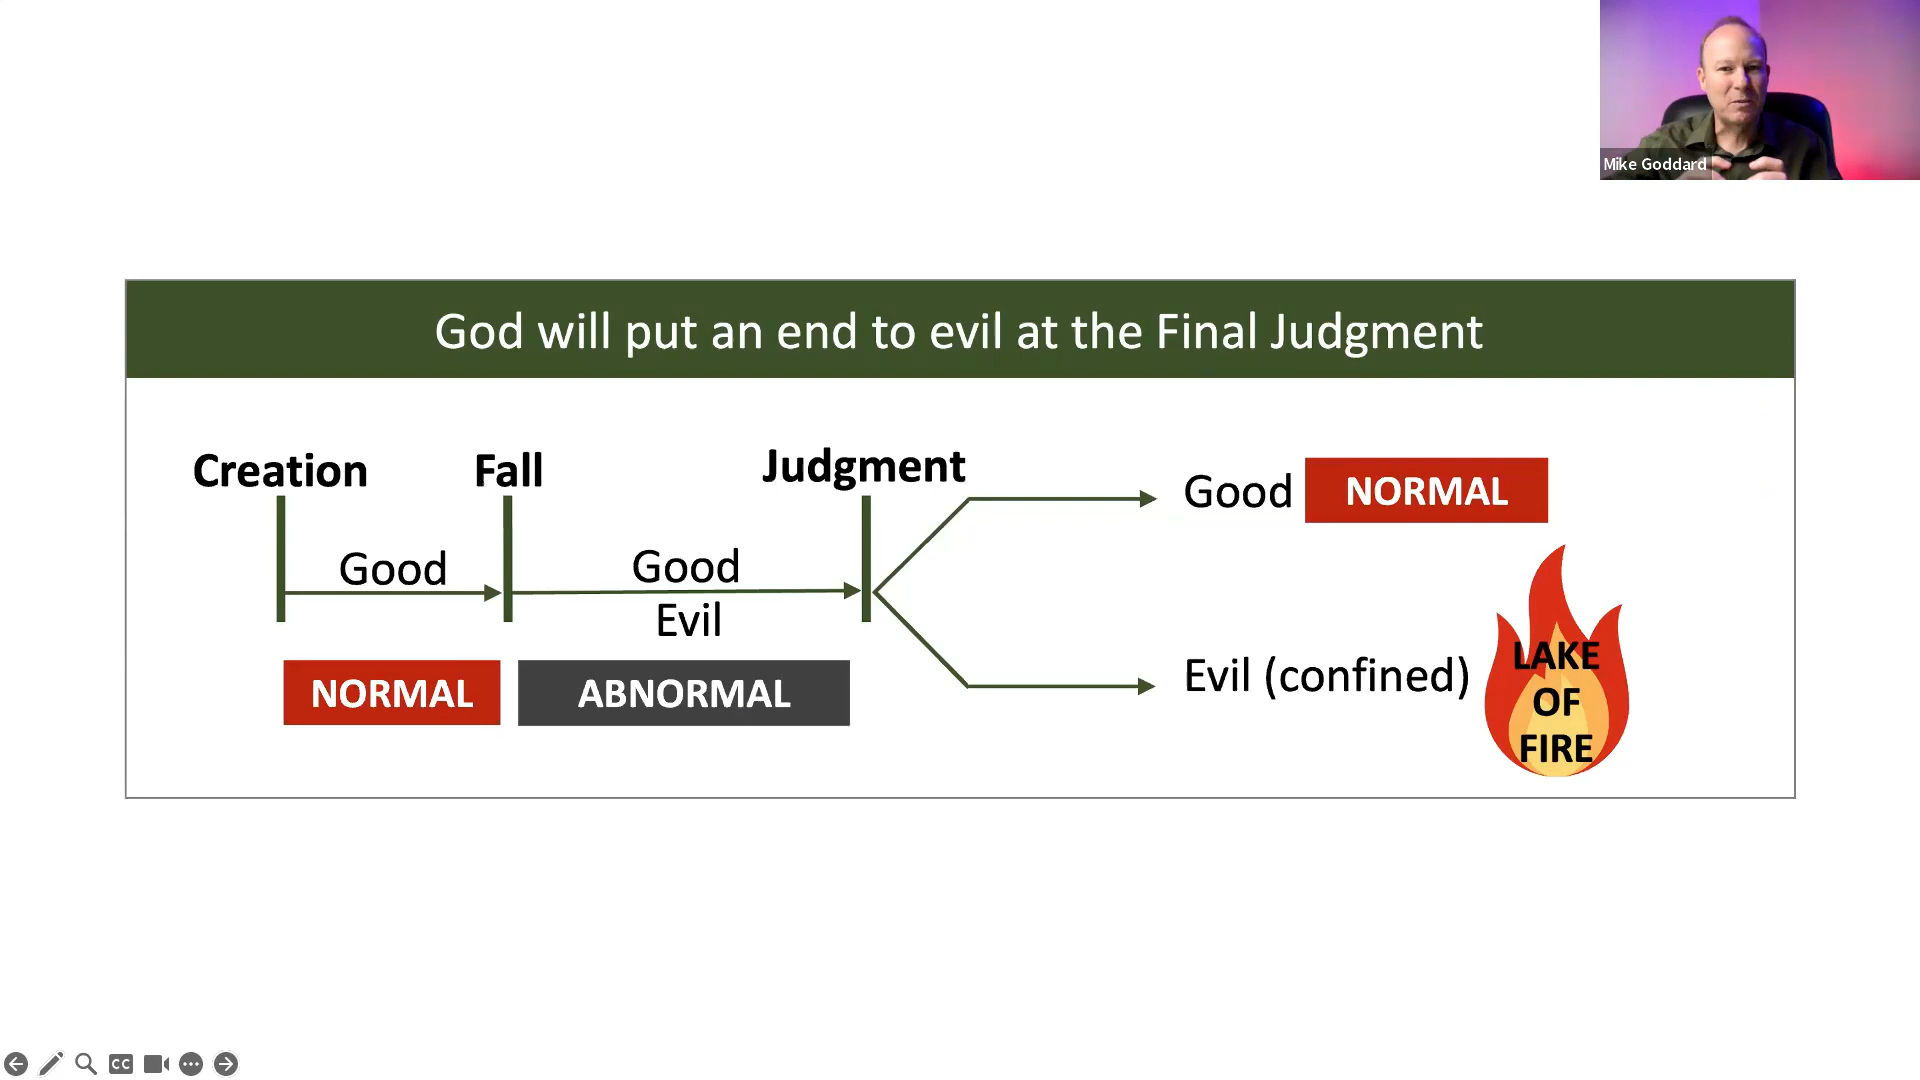 Mike Goddard
God will put an end to evil at the Final Judgment
Creation
Fall
Judgment
Good
Good
Evil
NORMAL
ABNORMAL
Good
NORMAL
Evil (confined)
LAKE
OF
FIRE
CC